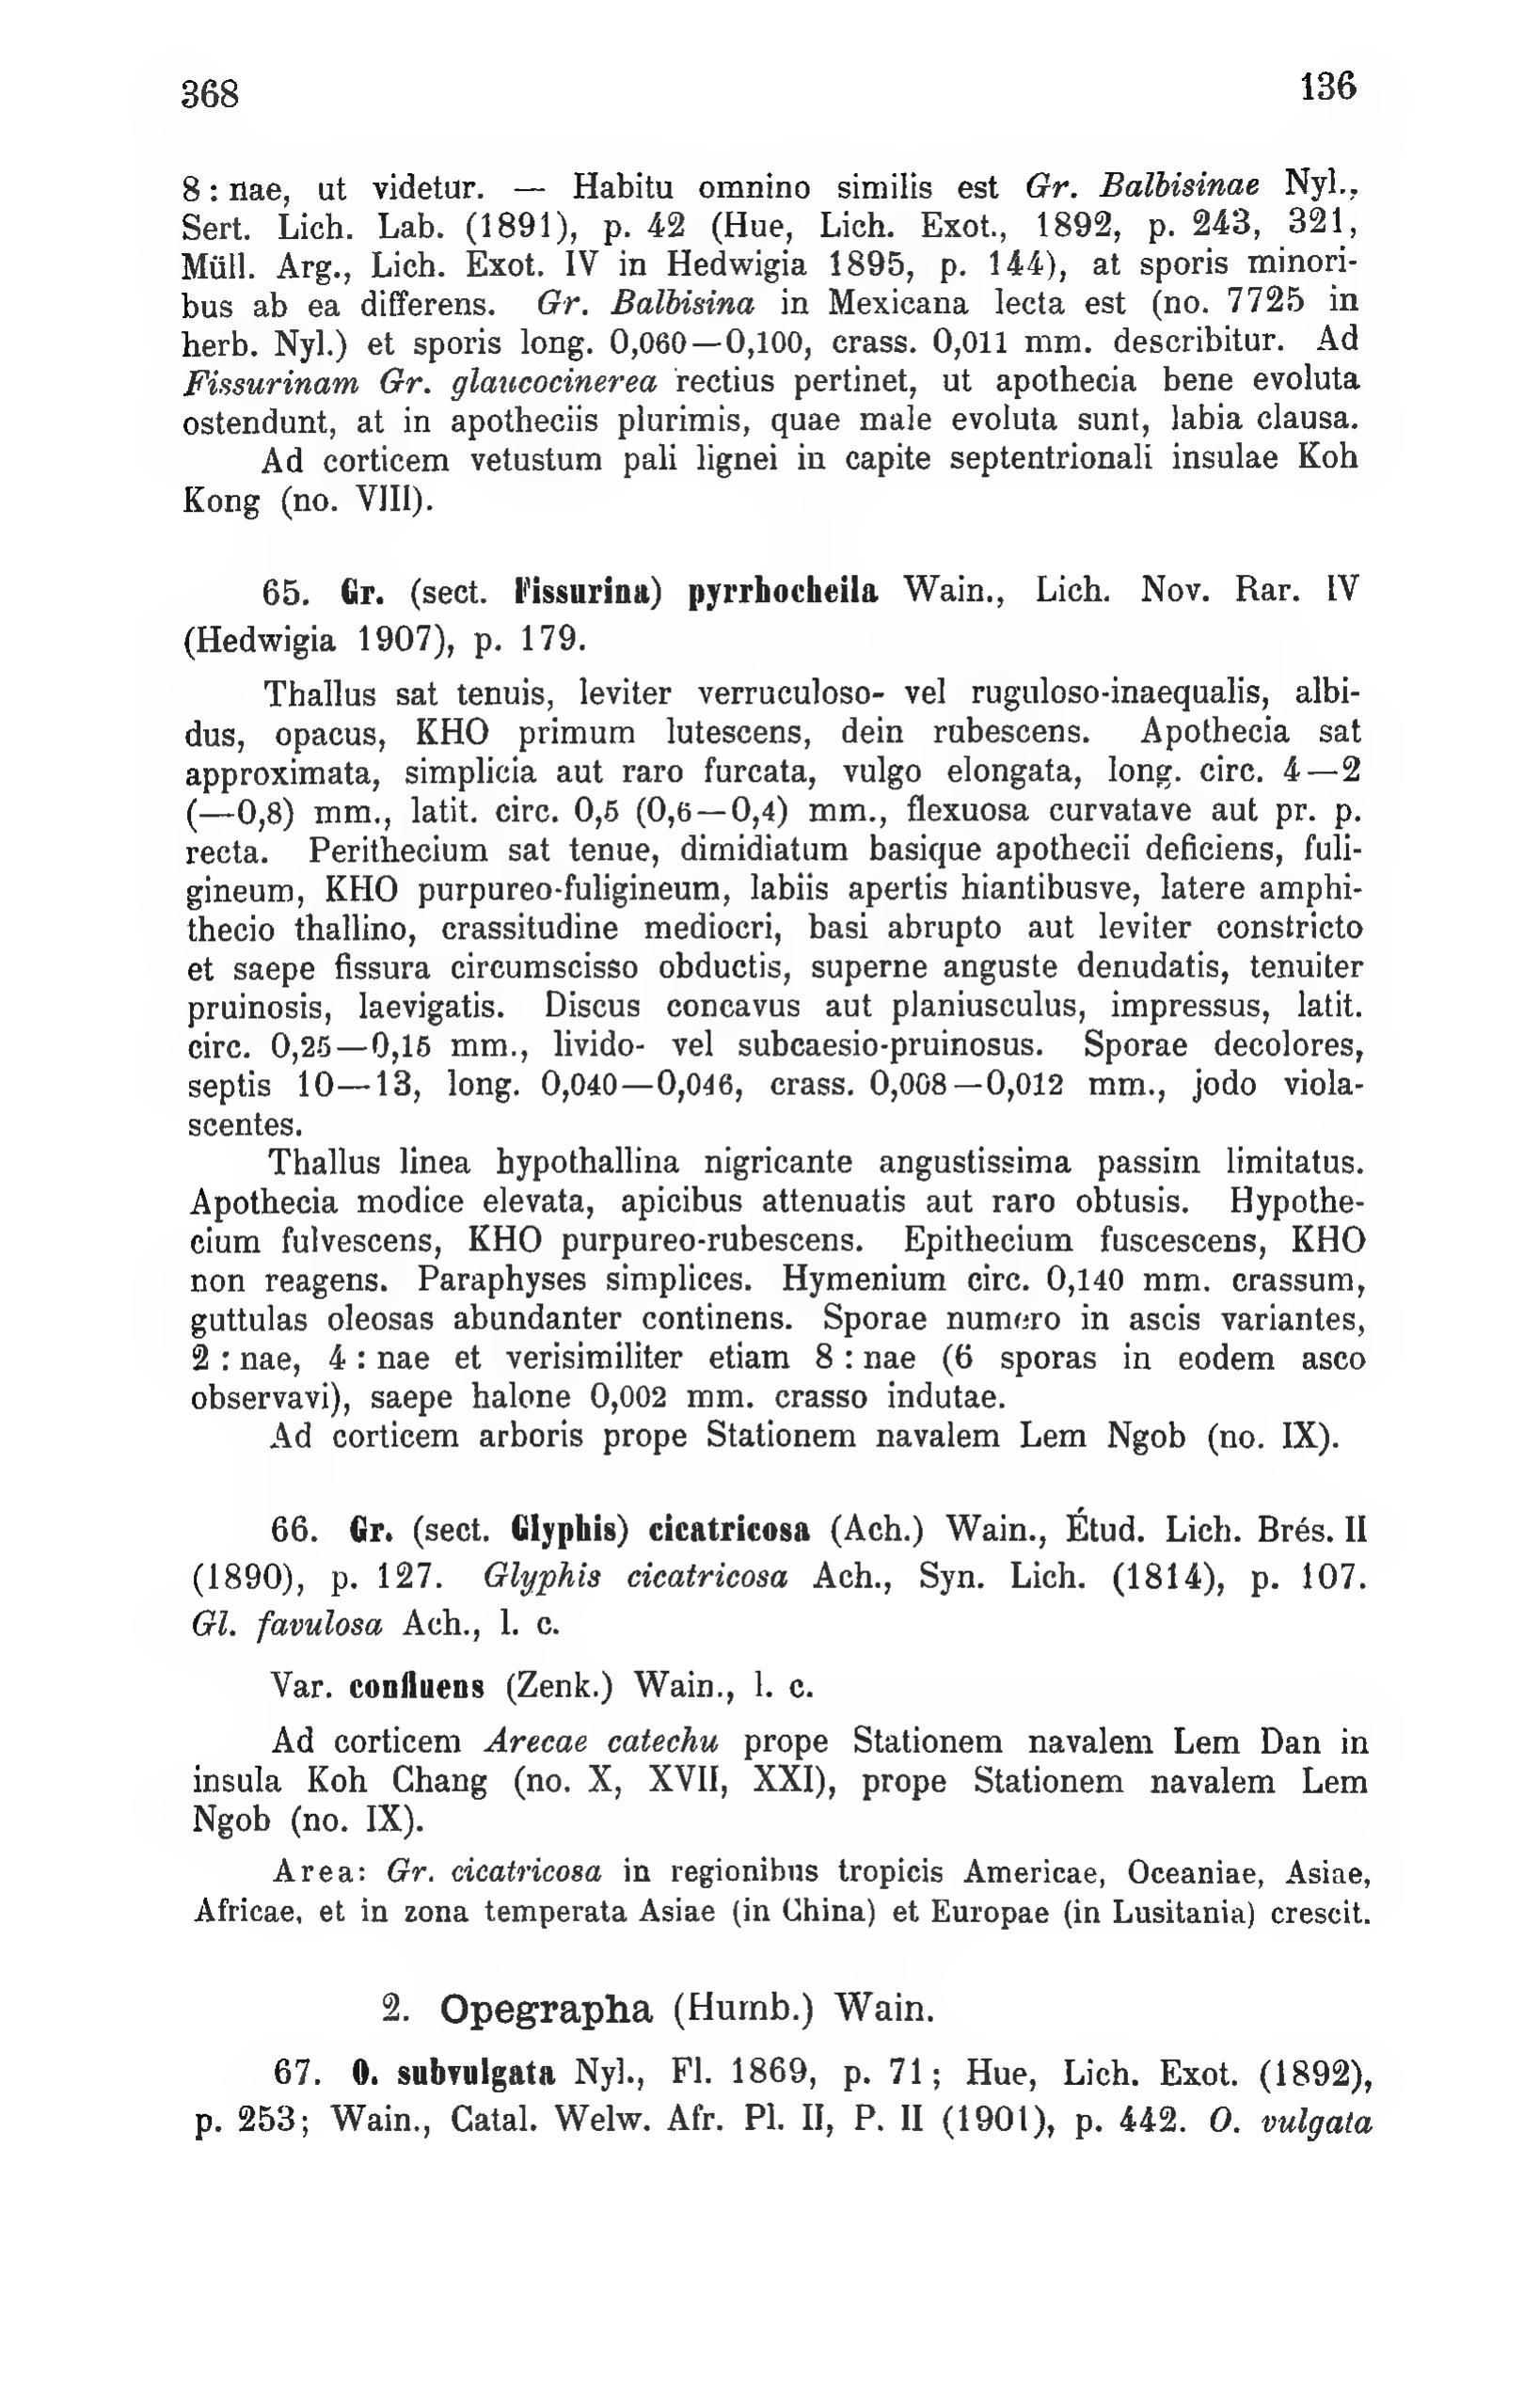 368
136
8 : nae, ut videtur. — Habitu omnino similis est Gr. Balbisinae Nyl.,
Sert. Lich. Lab. (1891), p. 42 (Hue, Lich. Exot., 1892, p. 243, 321,
Müll. Arg., Lich. Exot. IV in Hedwigia 1895, p. 144), at sporis minori-
bus ab ea differens. Gr. Balbisina in Mexicana lecta est (no. 7725 in
herb. Nyl.) et sporis long. 0,060—0,100, crass. 0,011 mm. describitur. Ad
Fissurinam Gr. glaucocinerea rectius pertinet, ut apothecia bene evoluta
ostendunt, at in apotheciis plurimis, quae male evoluta sunt, labia clausa.
Ad corticem vetustum pali lignei in capite septentrionali insulae Koh
Kong (no. VIII).
65. Gr. (sect. Fissurina) pyrrhocheila Wain., Lich. Nov. Rar. IV
(Hedwigia 1907), p. 179.
Thallus sat tenuis, leviter verruculoso- vel ruguloso-inaequalis, albi-
dus, opacus, KHO primum lutescens, dein rubescens. Apothecia sat
approximata, simplicia aut raro furcata, vulgo elongata, long. circ. 4—2
(—0,8) mm., latit. circ. 0,5 (0,6—0,4) mm., flexuosa curvatave aut pr. p.
recta. Perithecium sat tenue, dimidiatum basique apothecii deficiens, fuli-
gineum, KHO purpureo-fuligineum, labiis apertis hiantibusve, latere amphi-
thecio thallino, crassitudine mediocri, basi abrupto aut leviter constricto
et saepe fissura circumscisso obductis, superne anguste denudatis, tenuiter
pruinosis, laevigatis. Discus concavus aut planiusculus, impressus, latit.
circ. 0,25—0,15 mm., livido- vel subcaesio-pruinosus. Sporae decolores,
septis 10—13, long. 0,040—0,046, crass. 0,008—0,012 mm., jodo viola-
scentes.
Thallus linea hypothallina nigricante angustissima passim limitatus.
Apothecia modice elevata, apicibus attenuatis aut raro obtusis. Hypothe-
cium fulvescens, KHO purpureo-rubescens. Epithecium fuscescens, KHO
non reagens. Paraphyses simplices. Hymenium circ. 0,140 mm. crassum,
guttulas oleosas abundanter continens. Sporae numero in ascis variantes,
2 : nae, 4 : nae et verisimiliter etiam 8 : nae (6 sporas in eodem asco
observavi), saepe halone 0,002 mm. crasso indutae.
Ad corticem arboris prope Stationem navalem Lem Ngob (no. IX).
66. Gr. (sect. Glyphis) cicatricosa (Ach.) Wain., Étud. Lich. Brés. II
(1890), p. 127. Glyphis cicatricosa Ach., Syn. Lich. (1814), p. 107.
Gl. favulosa Ach., l. c.
Var. confluens (Zenk.) Wain., l. c.
Ad corticem Arecae catechu prope Stationem navalem Lem Dan in
insula Koh Chang (no. X, XVII, XXI), prope Stationem navalem Lem
Ngob (no. IX).
Area: Gr. cicatricosa in regionibus tropicis Americae, Oceaniae, Asiae,
Africae, et in zona temperata Asiae (in China) et Europae (in Lusitania) crescit.
2. Opegrapha (Humb.) Wain.
67. O. subvulgata Nyl., Fl. 1869, p. 71; Hue, Lich. Exot. (1892),
p. 253; Wain., Catal. Welw. Afr. Pl. II, P. II (1901), p. 442. O. vulgata